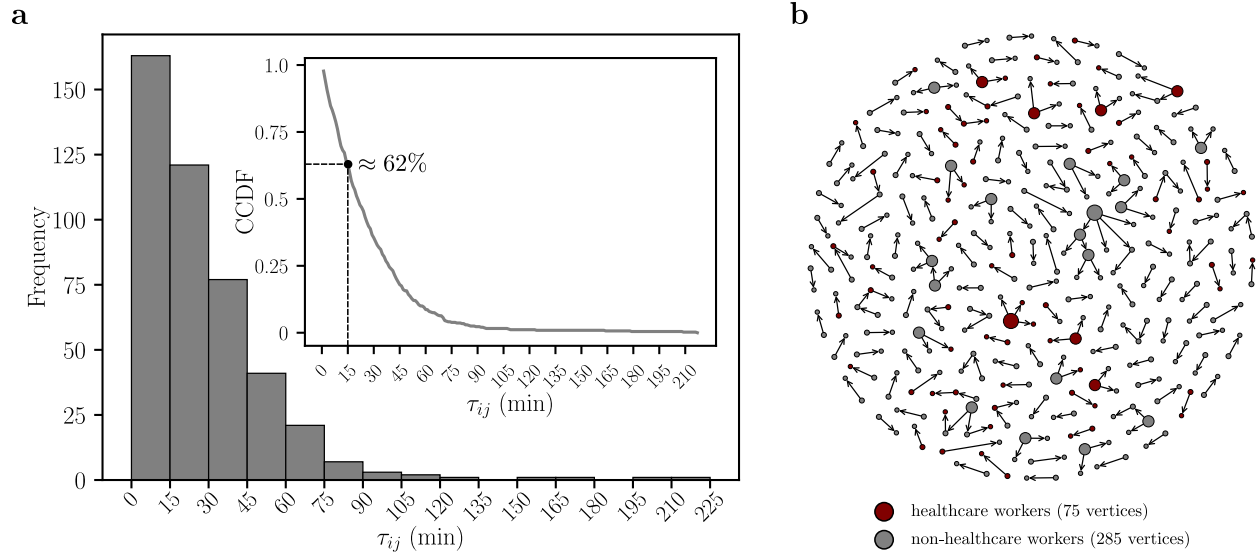 a
b
Frequency
150
125
100
75
50
25
0
0 15 30 45 60 75 90 105 120 135 150 165 180 195 210 225
τij (min)
CCDF
1.0
0.75
0.5
0.25
0
≈ 62%
0 15 30 45 60 75 90 105 120 135 150 165 180 195 210
τij (min)
healthcare workers (75 vertices)
non-healthcare workers (285 vertices)